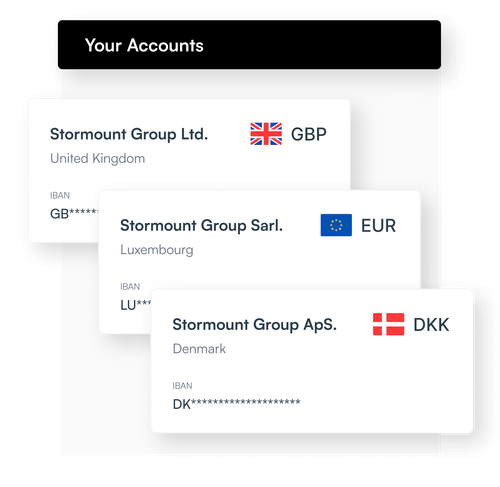 Your Accounts
Stormount Group Ltd. GBP
United Kingdom
IBAN
GB******
Stormount Group Sarl. EUR
Luxembourg
IBAN
LU***
Stormount Group ApS. DKK
Denmark
IBAN
DK********************